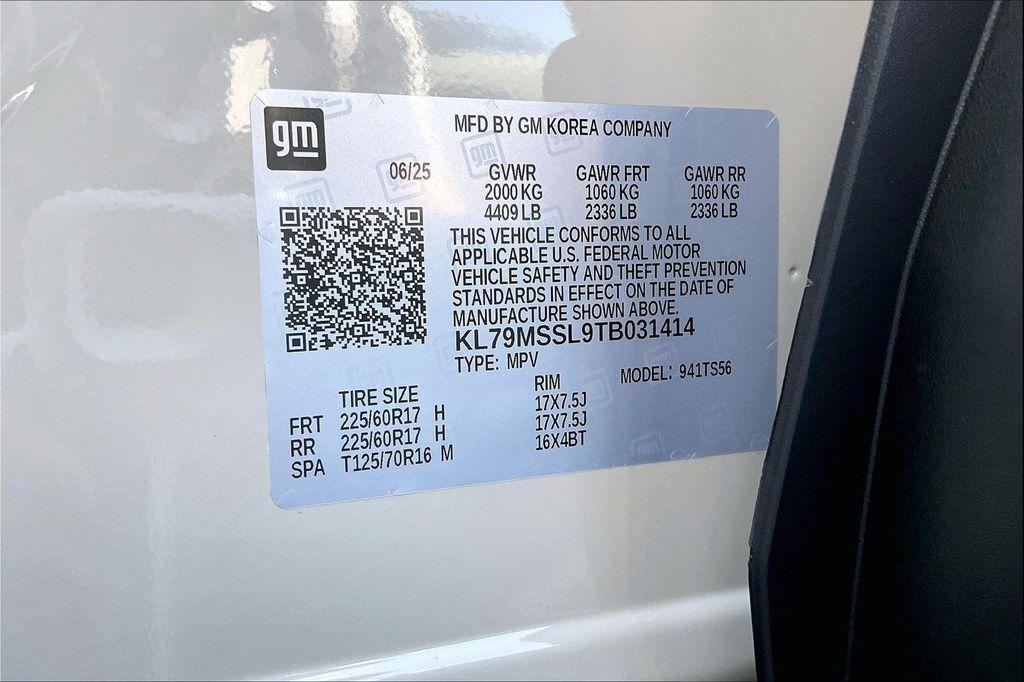 gm
MFD BY GM KOREA COMPANY
06/25 GVWR GAWR FRT GAWR RR
2000 KG 1060 KG 1060 KG
4409 LB 2336 LB 2336 LB
THIS VEHICLE CONFORMS TO ALL
APPLICABLE U.S. FEDERAL MOTOR
VEHICLE SAFETY AND THEFT PREVENTION
STANDARDS IN EFFECT ON THE DATE OF
MANUFACTURE SHOWN ABOVE.
KL79MSSL9TB031414
TYPE: MPV MODEL: 941TS56
TIRE SIZE RIM
FRT 225/60R17 H 17X7.5J
RR 225/60R17 H 17X7.5J
SPA T125/70R16 M 16X4BT